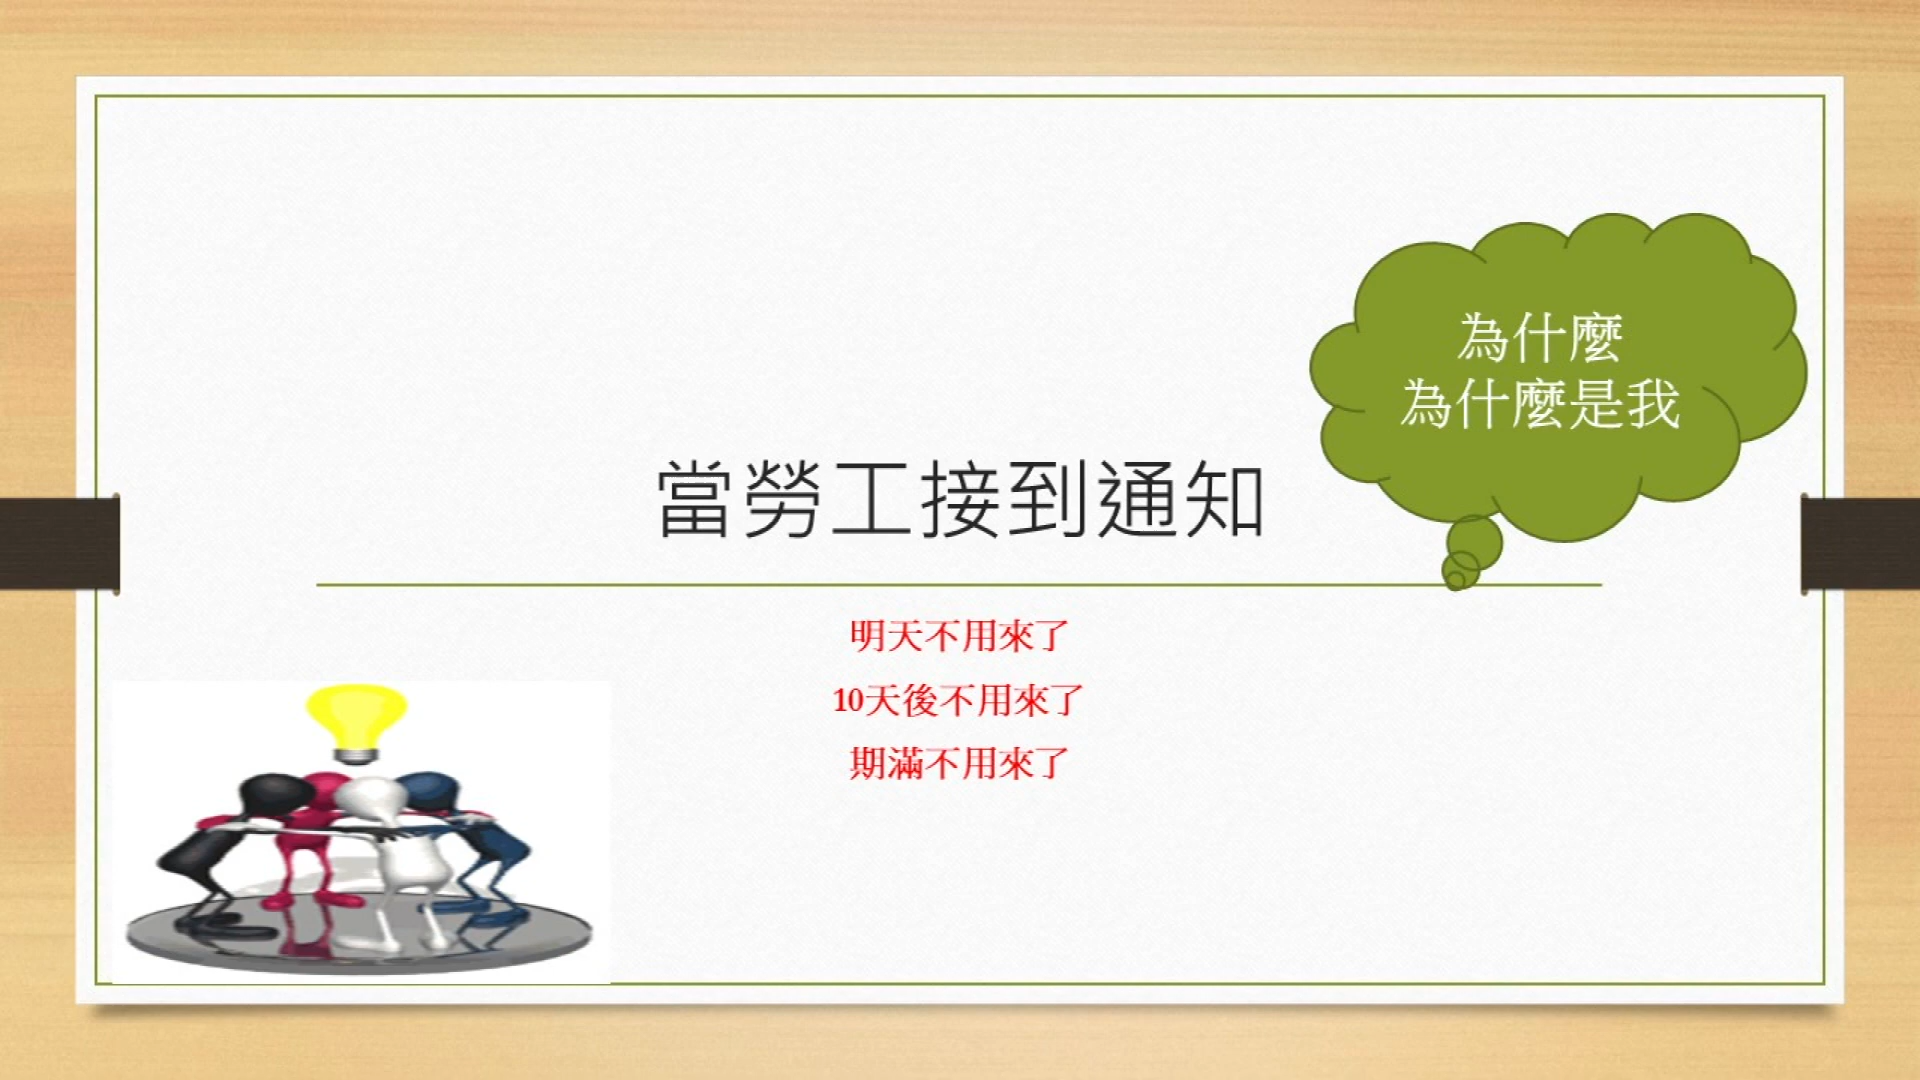 為什麼
為什麼是我
當勞工接到通知
明天不用來了
10天後不用來了
期滿不用來了